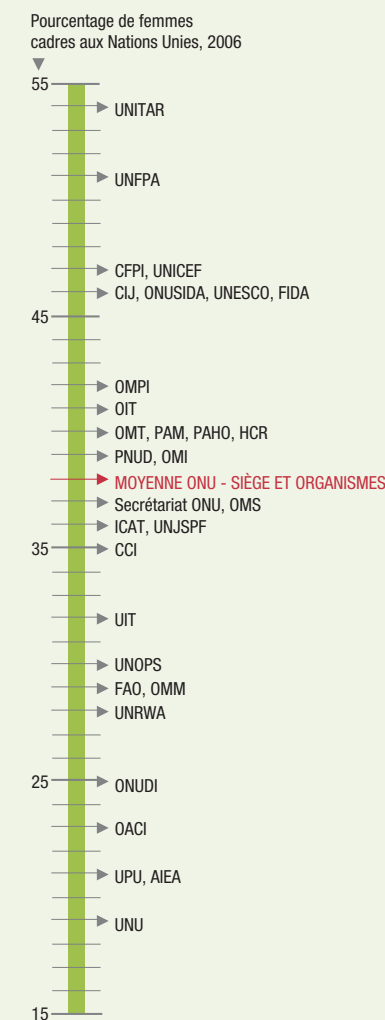 Pourcentage de femmes
cadres aux Nations Unies, 2006
55
UNITAR
UNFPA
CFPI, UNICEF
CIJ, ONUSIDA, UNESCO, FIDA
45
OMPI
OIT
OMT, PAM, PAHO, HCR
PNUD, OMI
MOYENNE ONU - SIÈGE ET ORGANISMES
Secrétariat ONU, OMS
ICAT, UNJSPF
35
CCI
UIT
UNOPS
FAO, OMM
UNRWA
25
ONUDI
OACI
UPU, AIEA
UNU
15